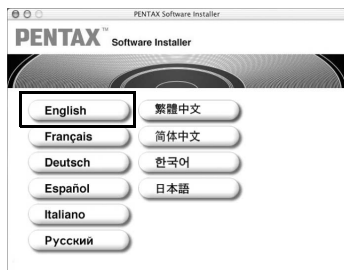 PENTAX Software Installer
PENTAX™ Software Installer
English
Français
Deutsch
Español
Italiano
Русский
繁體中文
简体中文
한국어
日本語